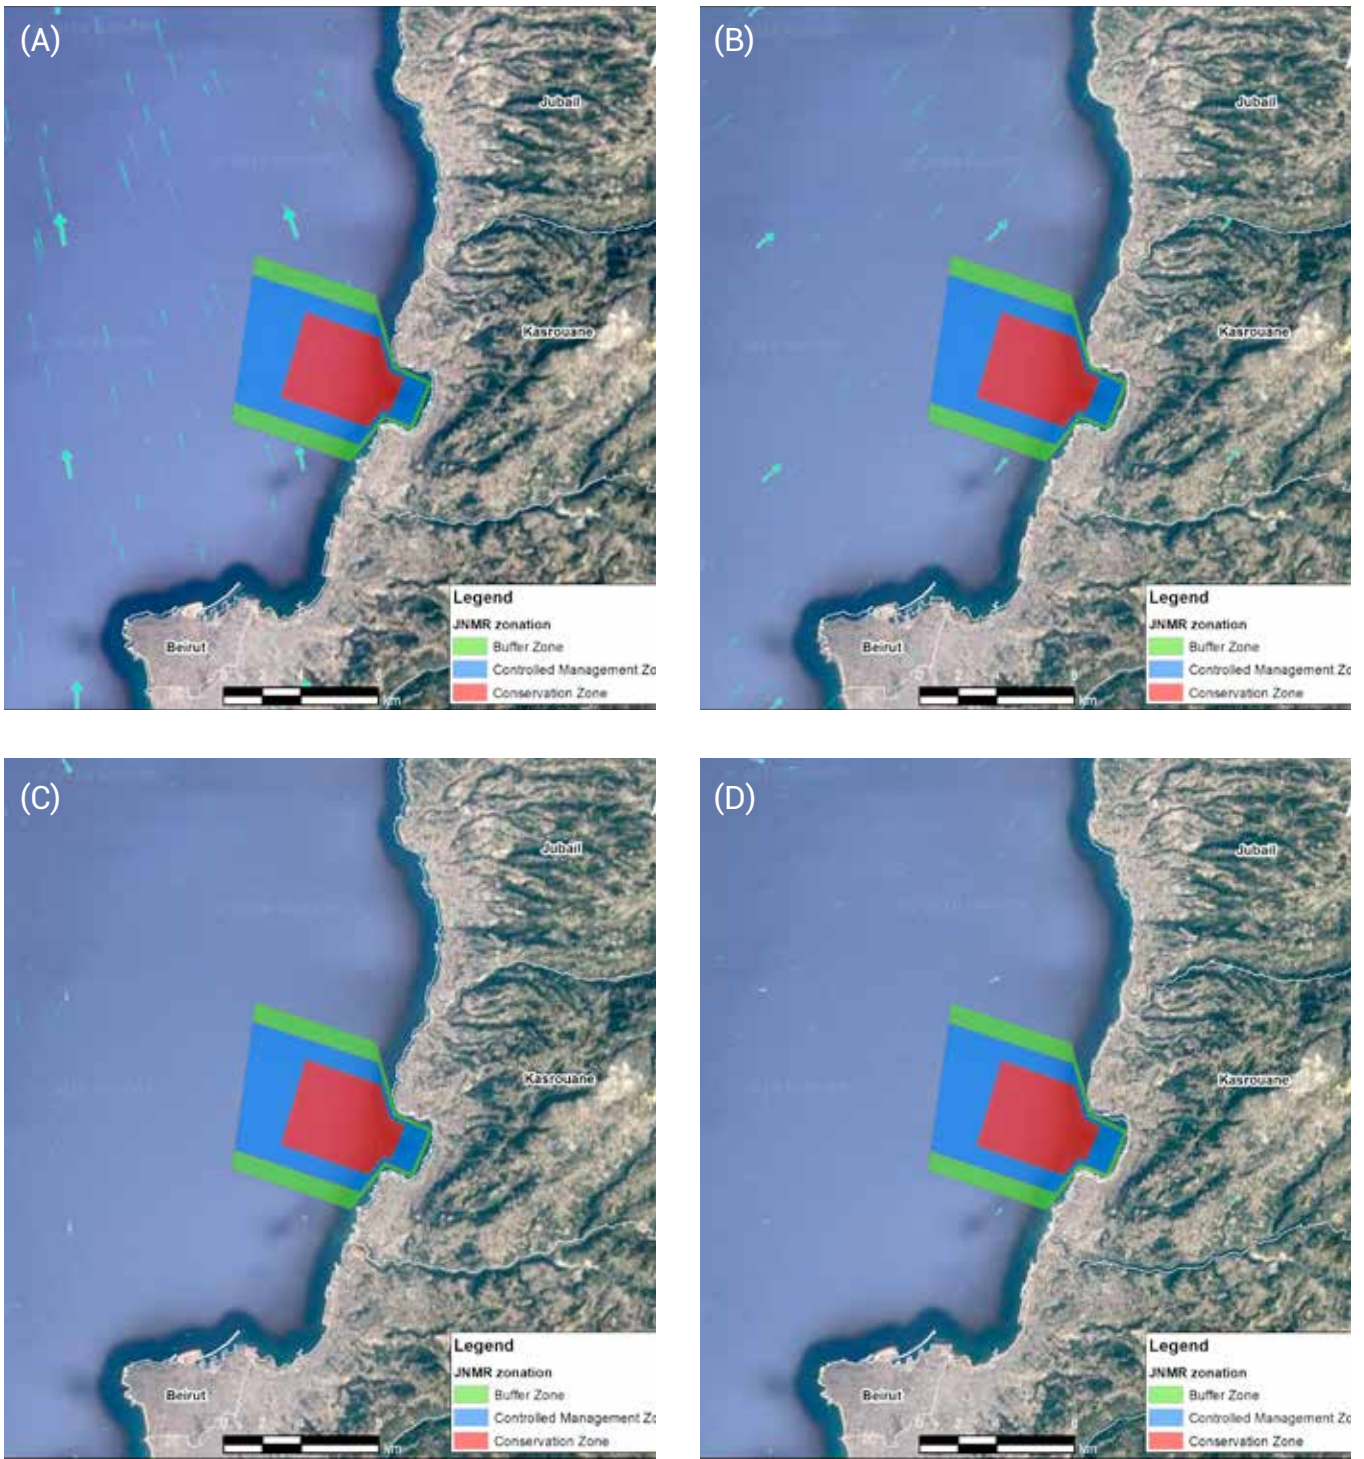 (A)
Jubail
Kasrouane
Beirut
km
Legend
JNMR zonation
Buffer Zone
Controlled Management Zo
Conservation Zone
(B)
Jubail
Kasrouane
Beirut
km
Legend
JNMR zonation
Buffer Zone
Controlled Management Zo
Conservation Zone
(C)
Jubail
Kasrouane
Beirut
km
Legend
JNMR zonation
Buffer Zone
Controlled Management Zo
Conservation Zone
(D)
Jubail
Kasrouane
Beirut
km
Legend
JNMR zonation
Buffer Zone
Controlled Management Zo
Conservation Zone